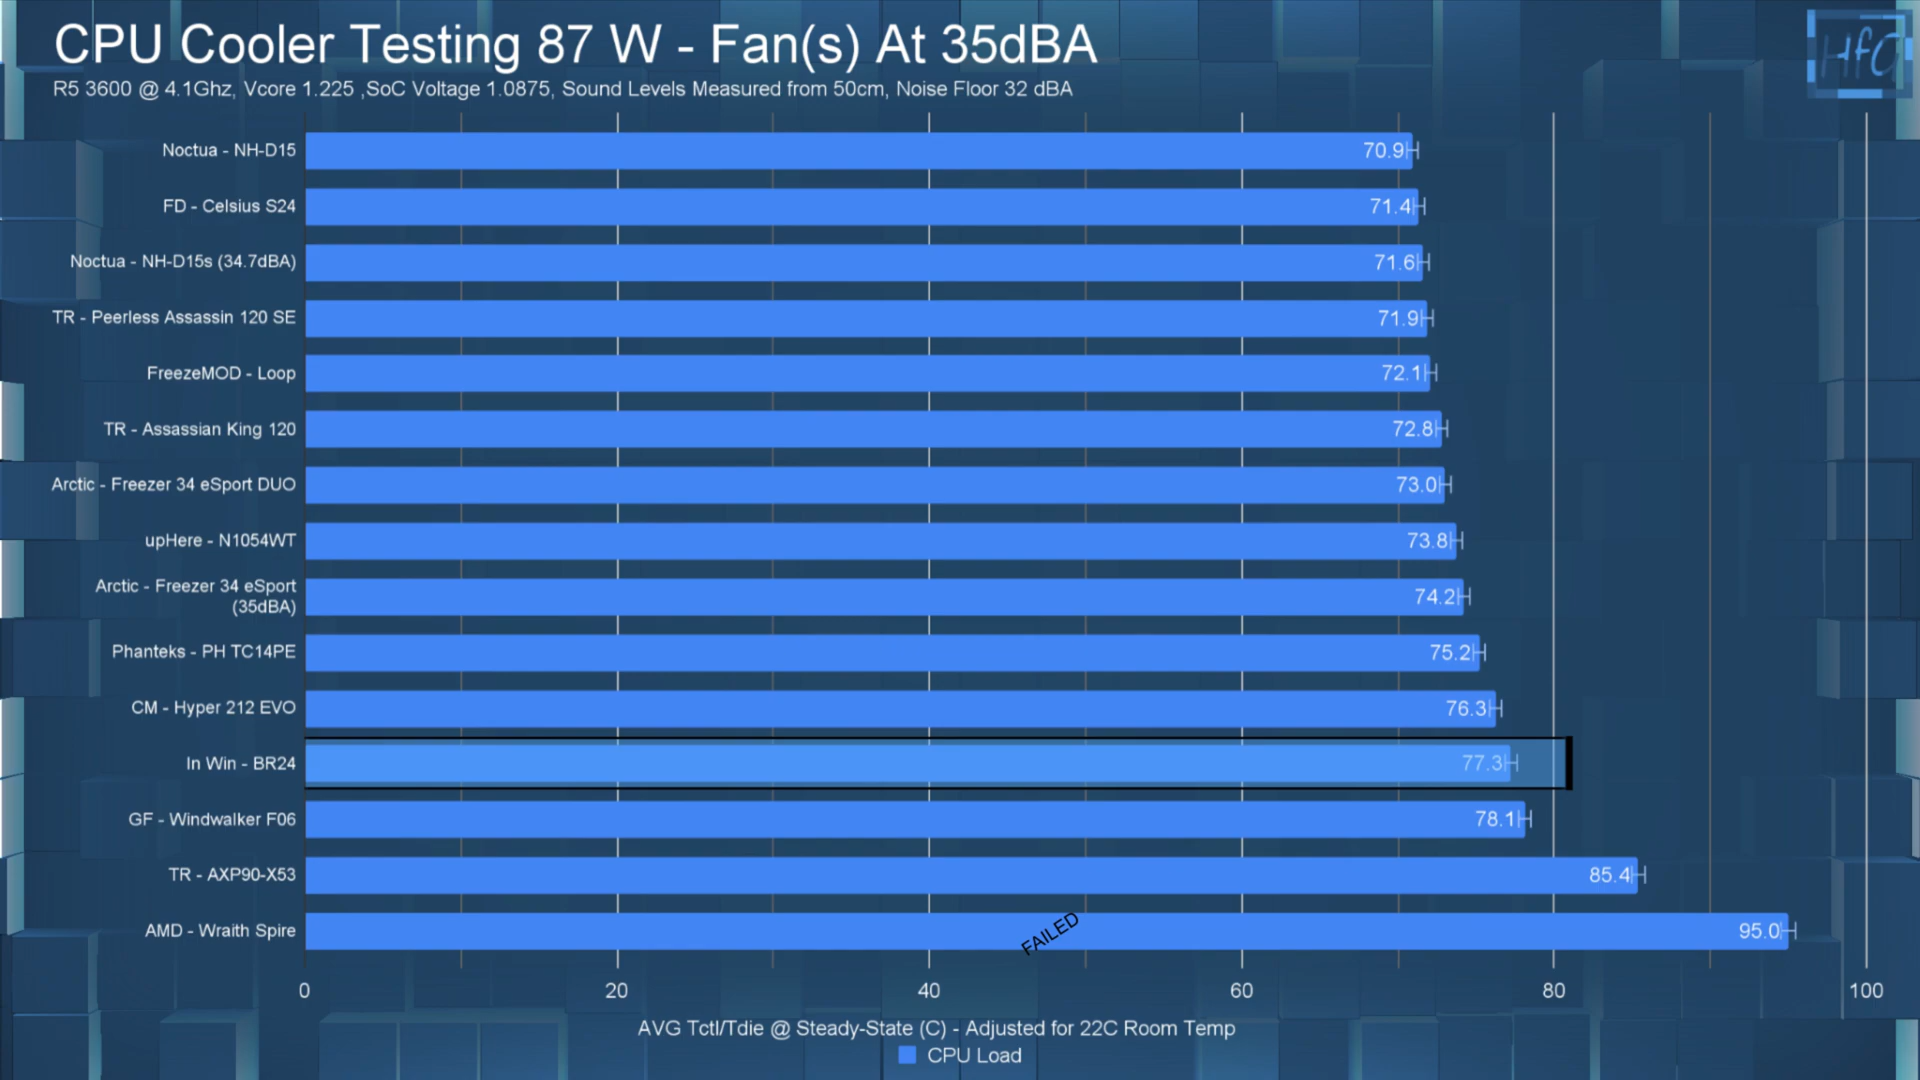 CPU Cooler Testing 87 W - Fan(s) At 35dBA
R5 3600 @ 4.1Ghz, Vcore 1.225 ,SoC Voltage 1.0875, Sound Levels Measured from 50cm, Noise Floor 32 dBA
HfG
Noctua - NH-D15 70.9
FD - Celsius S24 71.4
Noctua - NH-D15s (34.7dBA) 71.6
TR - Peerless Assassin 120 SE 71.9
FreezeMOD - Loop 72.1
TR - Assassian King 120 72.8
Arctic - Freezer 34 eSport DUO 73.0
upHere - N1054WT 73.8
Arctic - Freezer 34 eSport
(35dBA) 74.2
Phanteks - PH TC14PE 75.2
CM - Hyper 212 EVO 76.3
In Win - BR24 77.3
GF - Windwalker F06 78.1
TR - AXP90-X53 85.4
AMD - Wraith Spire FAILED 95.0
0 20 40 60 80 100
AVG Tctl/Tdie @ Steady-State (C) - Adjusted for 22C Room Temp
CPU Load